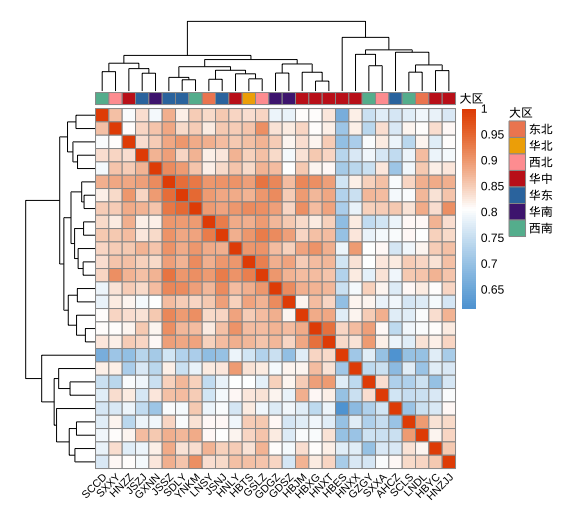 大区
1
0.95
0.9
0.85
0.8
0.75
0.7
0.65
大区
东北
华北
西北
华中
华东
华南
西南
SCCD
SXXY
HNZZ
JSZJ
GXNN
JSSZ
SDLY
YNKM
LNSY
JSNJ
HNLY
HBTS
GSLZ
GDGZ
GDSZ
HBJM
HBXG
HNXT
HBES
HNXX
GZGY
SXXA
AHCZ
SCLS
LNDL
HBYC
HNZJJ